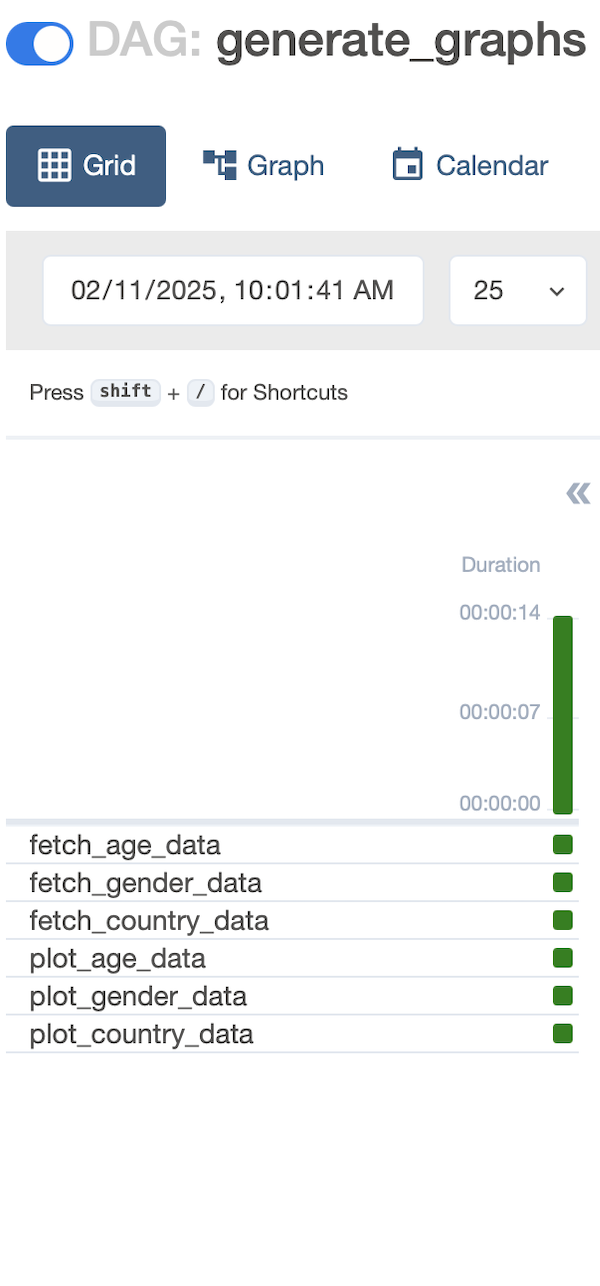 DAG: generate_graphs
Grid Graph Calendar
02/11/2025, 10:01:41 AM 25
Press shift + / for Shortcuts
Duration
00:00:14
00:00:07
00:00:00
fetch_age_data
fetch_gender_data
fetch_country_data
plot_age_data
plot_gender_data
plot_country_data